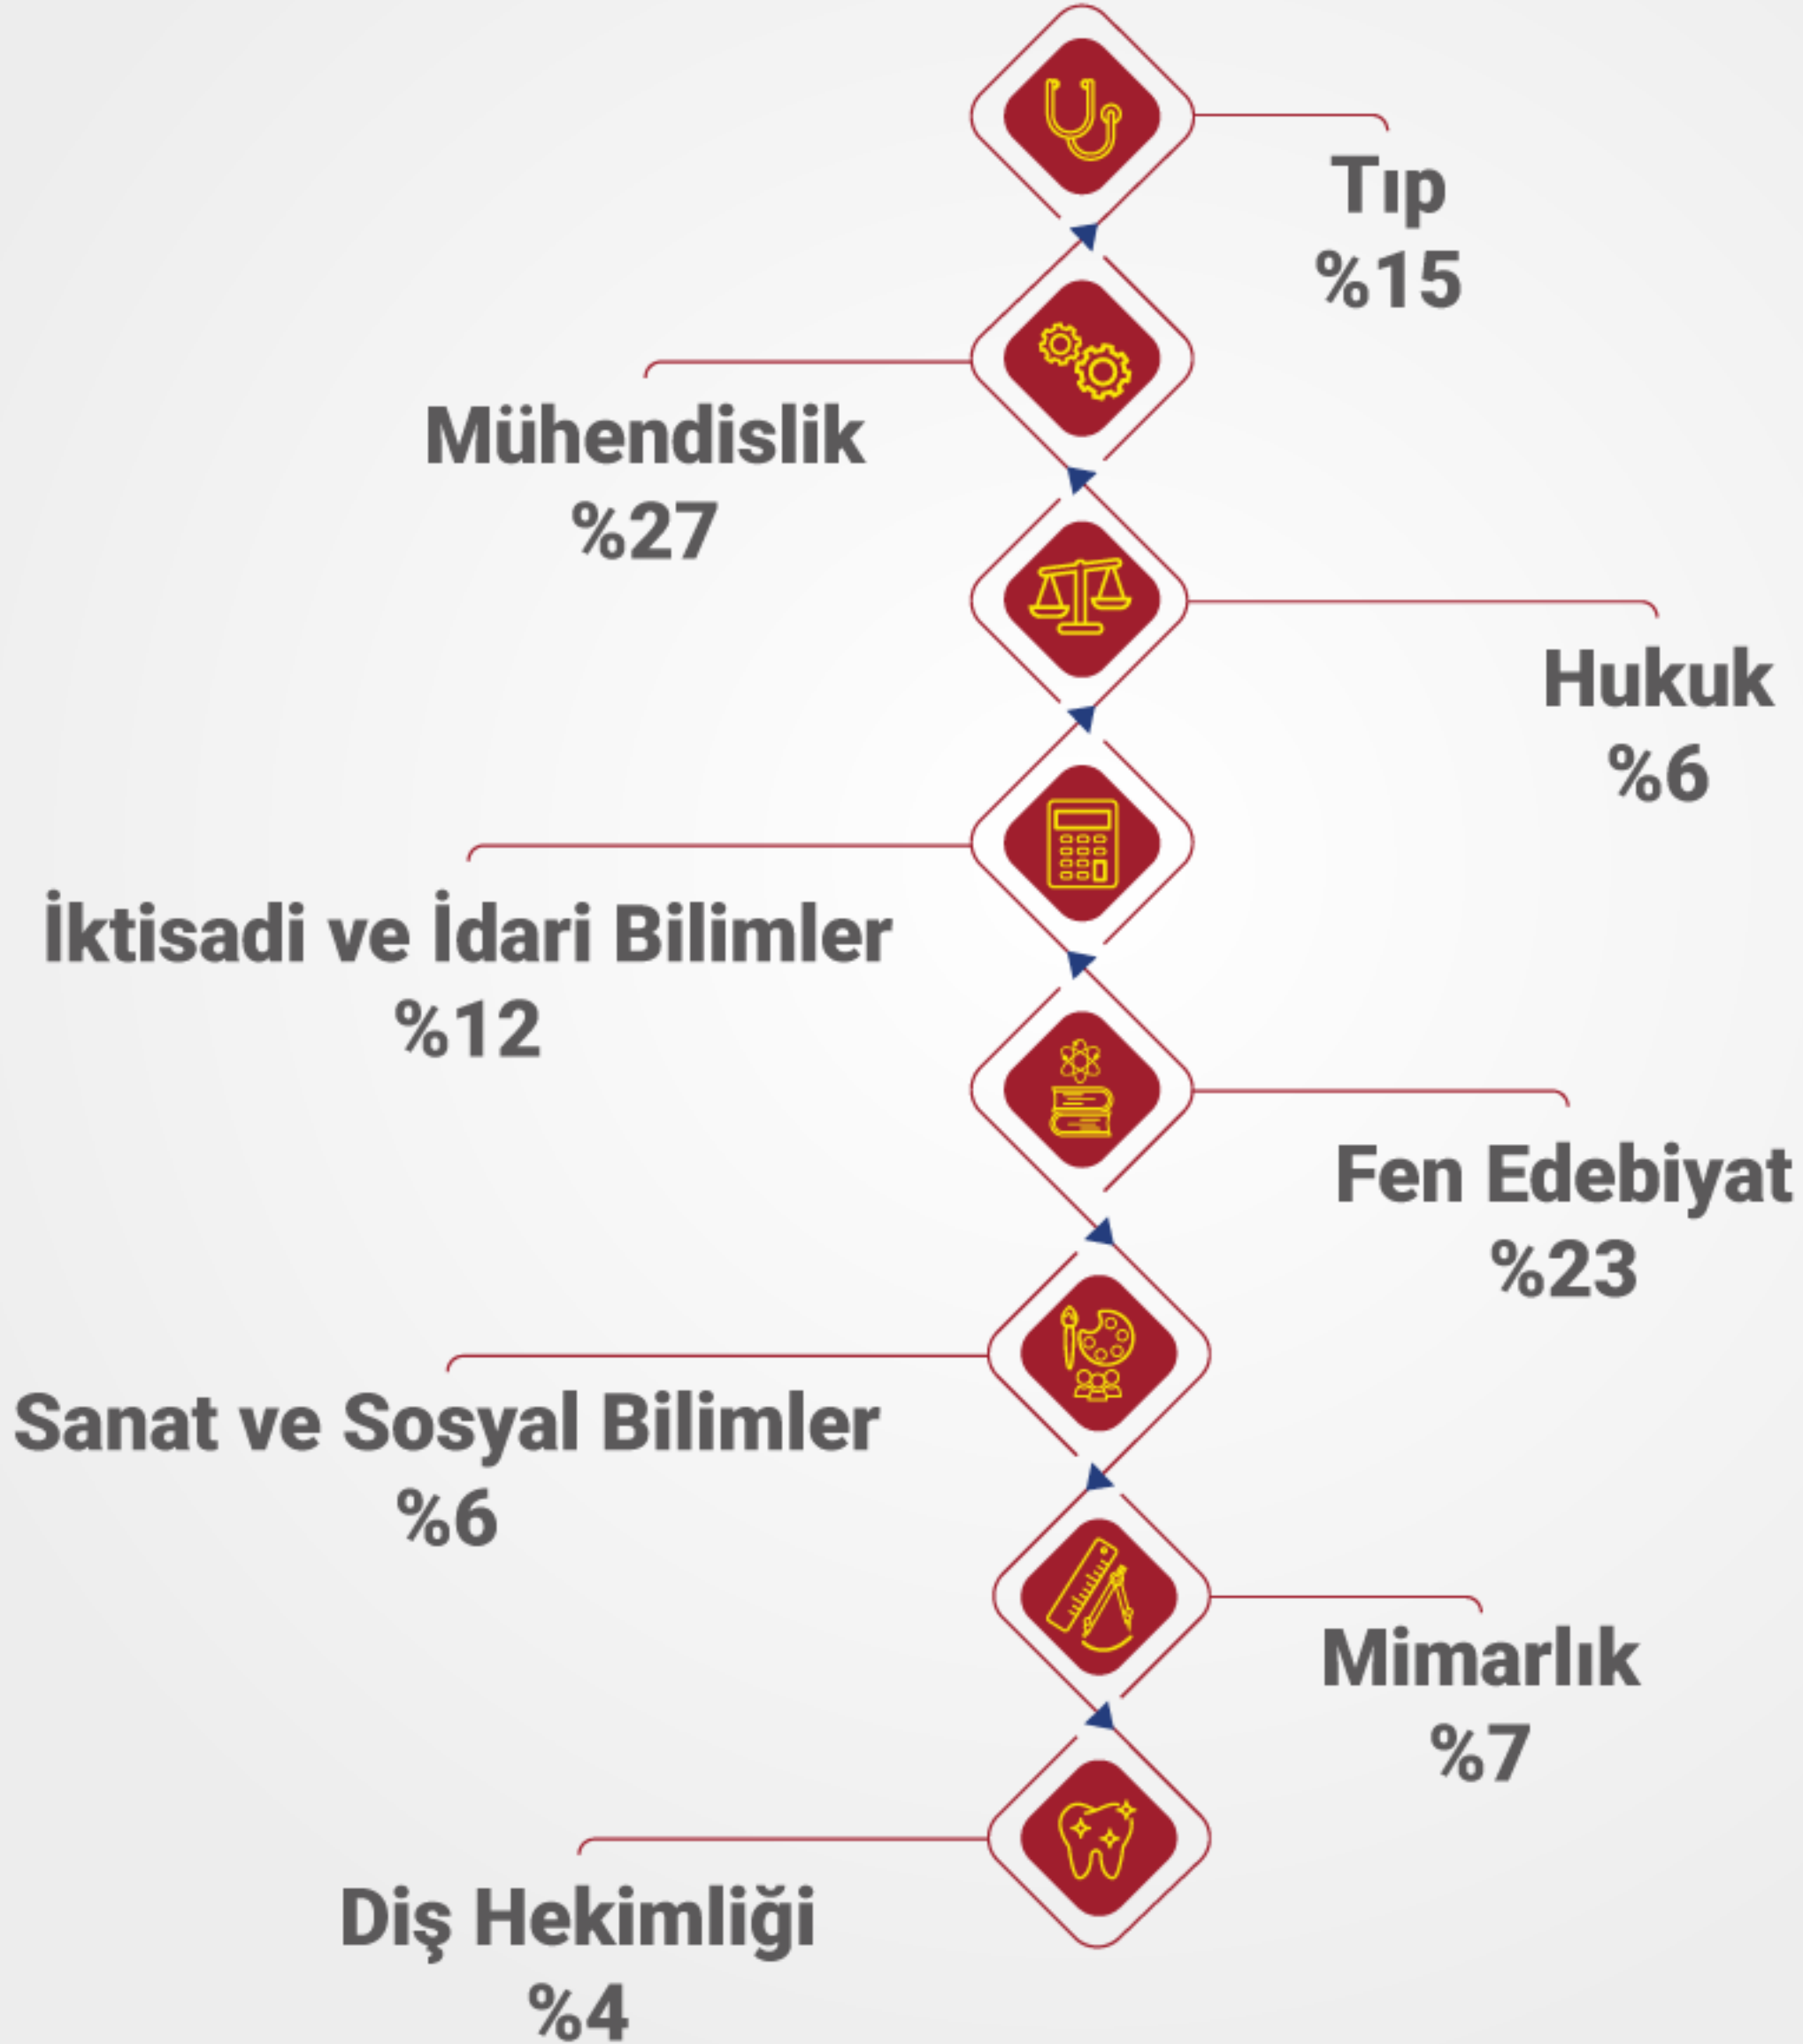 Tıp
%15
Mühendislik
%27
Hukuk
%6
İktisadi ve İdari Bilimler
%12
Fen Edebiyat
%23
Sanat ve Sosyal Bilimler
%6
Mimarlık
%7
Diş Hekimliği
%4